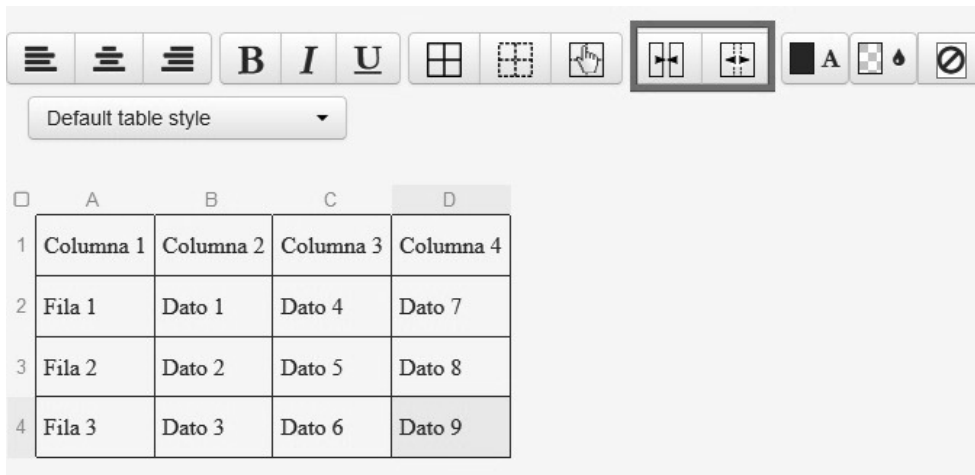 B I U A
Default table style
A B C D
1 Columna 1 Columna 2 Columna 3 Columna 4
2 Fila 1 Dato 1 Dato 4 Dato 7
3 Fila 2 Dato 2 Dato 5 Dato 8
4 Fila 3 Dato 3 Dato 6 Dato 9